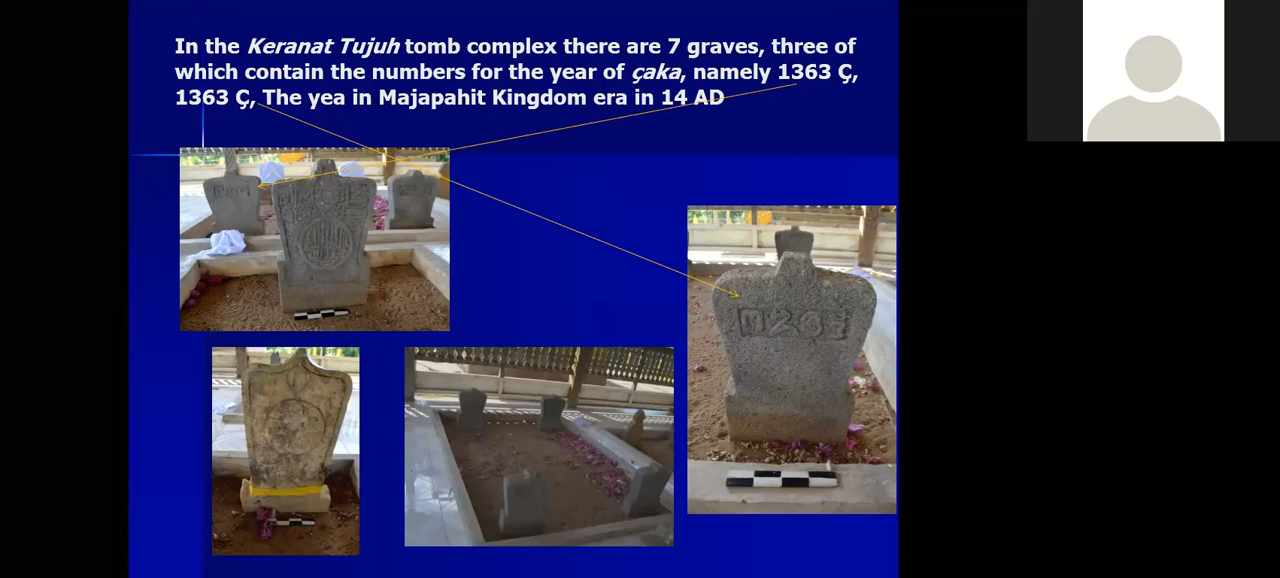 In the Keranat Tujuh tomb complex there are 7 graves, three of
which contain the numbers for the year of çaka, namely 1363 Ç,
1363 Ç, The yea in Majapahit Kingdom era in 14 AD